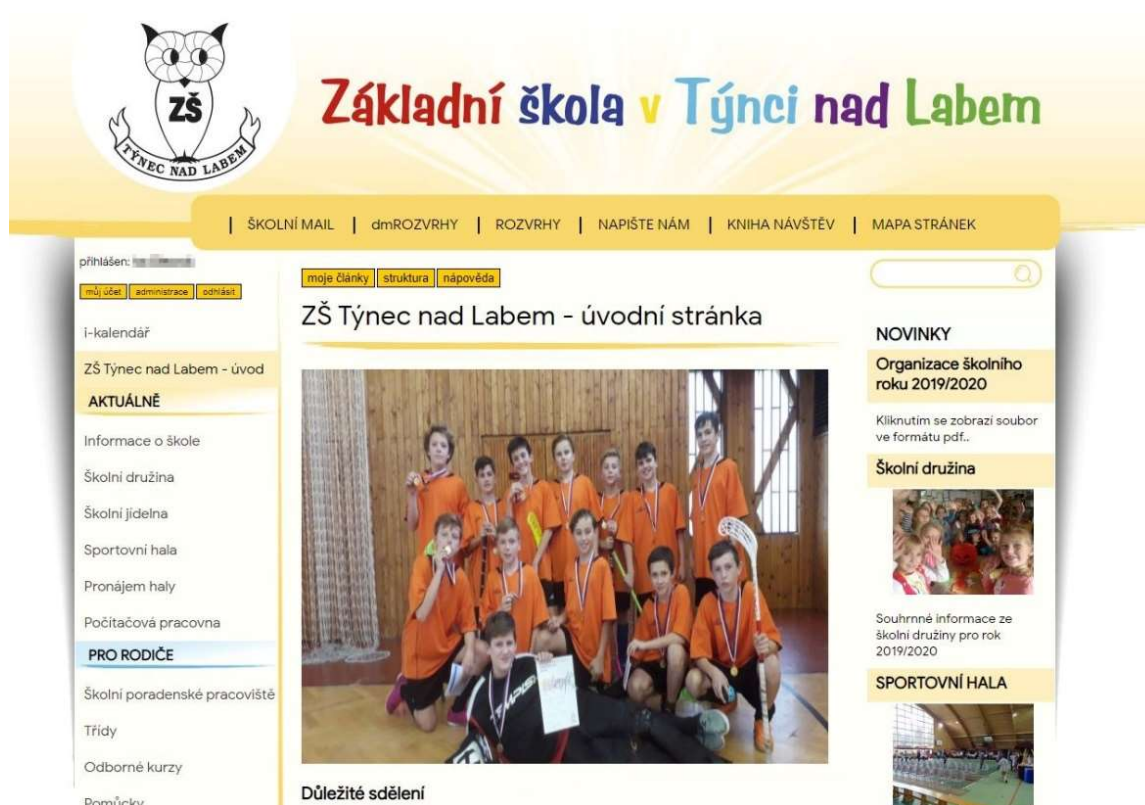 ZŠ
TÝNEC NAD LABEM
Základní škola v Týnci nad Labem
ŠKOLNÍ MAIL
dmROZVRHY
ROZVRHY
NAPIŠTE NÁM
KNIHA NÁVŠTĚV
MAPA STRÁNEK
přihlášen:
můj účet administrace odhlásit
i-kalendář
ZŠ Týnec nad Labem - úvod
AKTUÁLNĚ
Informace o škole
Školní družina
Školní jídelna
Sportovní hala
Pronájem haly
Počítačová pracovna
PRO RODIČE
Školní poradenské pracoviště
Třídy
Odborné kurzy
Pomůcky
moje články struktura nápověda
ZŠ Týnec nad Labem - úvodní stránka
Důležité sdělení
NOVINKY
Organizace školního
roku 2019/2020
Kliknutím se zobrazí soubor
ve formátu pdf..
Školní družina
Souhrnné informace ze
školní družiny pro rok
2019/2020
SPORTOVNÍ HALA